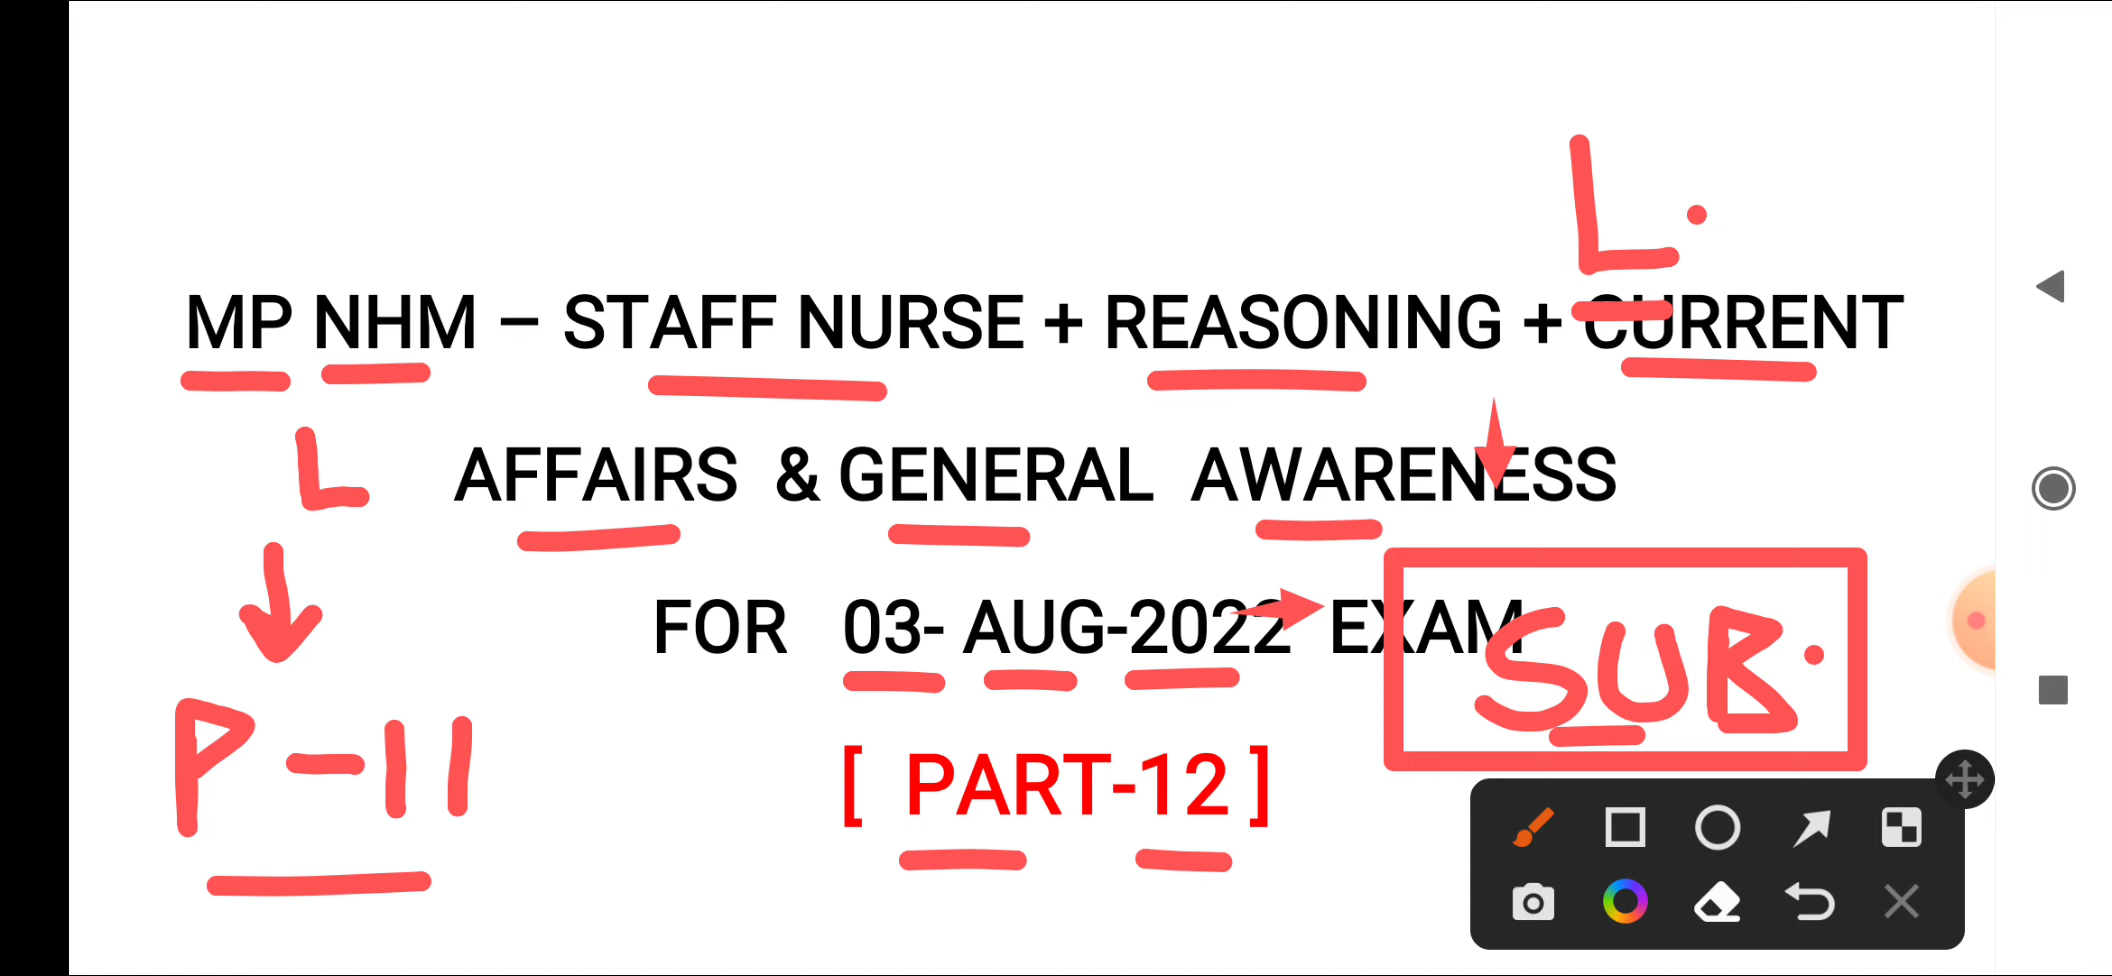 L.
MP NHM – STAFF NURSE + REASONING + CURRENT
L AFFAIRS & GENERAL AWARENESS
FOR 03- AUG-2022 EXAM
SUB.
P-11
[ PART-12 ]